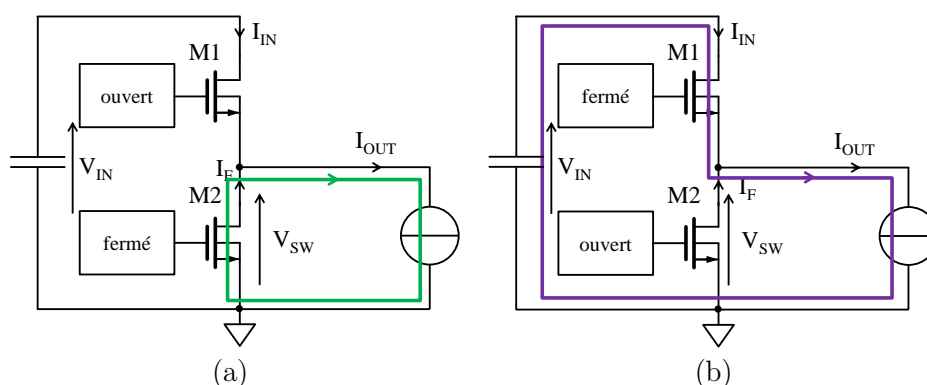 I_IN
M1
ouvert
V_IN
I_OUT
I_F
M2
fermé
V_SW
(a)
I_IN
M1
fermé
V_IN
I_OUT
I_F
M2
ouvert
V_SW
(b)